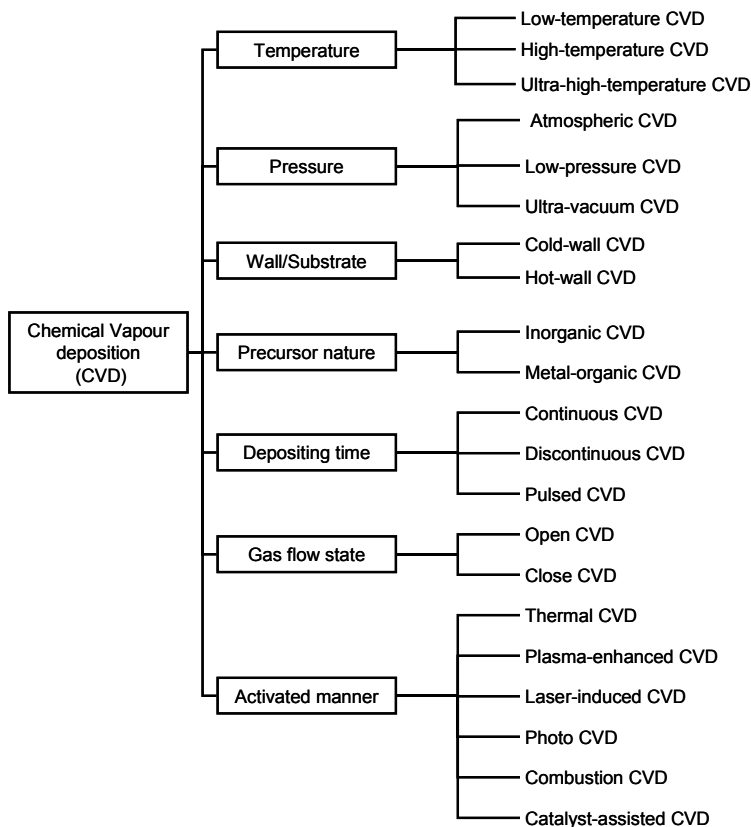 Low-temperature CVD
Temperature
High-temperature CVD
Ultra-high-temperature CVD
Atmospheric CVD
Pressure
Low-pressure CVD
Ultra-vacuum CVD
Cold-wall CVD
Wall/Substrate
Hot-wall CVD
Chemical Vapour
deposition
(CVD)
Inorganic CVD
Precursor nature
Metal-organic CVD
Continuous CVD
Depositing time
Discontinuous CVD
Pulsed CVD
Open CVD
Gas flow state
Close CVD
Thermal CVD
Plasma-enhanced CVD
Activated manner
Laser-induced CVD
Photo CVD
Combustion CVD
Catalyst-assisted CVD